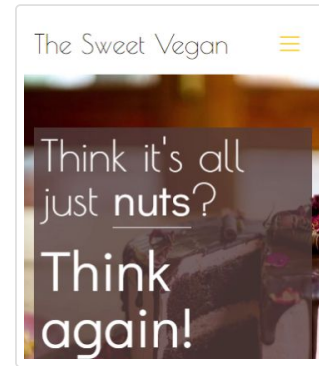 The Sweet Vegan
Think it's all
just nuts?
Think
again!